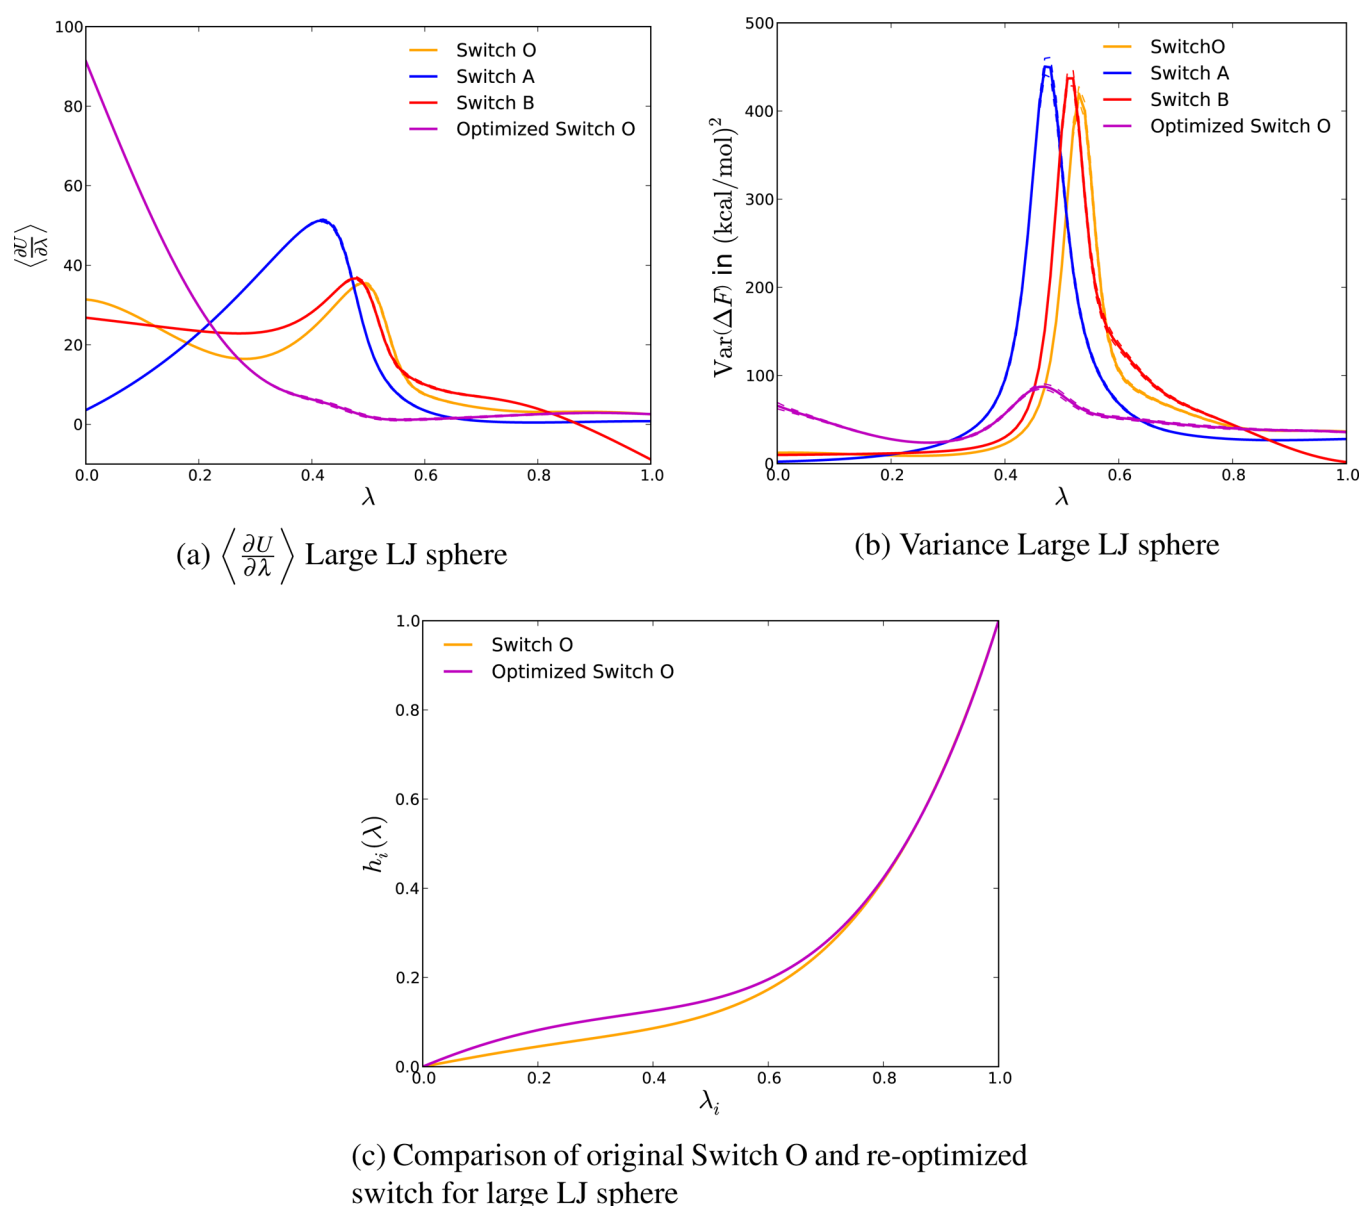 100
80
60
40
20
0
0.0
0.2
0.4
0.6
0.8
1.0
⟨∂U/∂λ⟩
λ
Switch O
Switch A
Switch B
Optimized Switch O
(a) ⟨∂U/∂λ⟩ Large LJ sphere
500
400
300
200
100
0
0.0
0.2
0.4
0.6
0.8
1.0
Var(ΔF) in (kcal/mol)²
λ
SwitchO
Switch A
Switch B
Optimized Switch O
(b) Variance Large LJ sphere
1.0
0.8
0.6
0.4
0.2
0.0
0.0
0.2
0.4
0.6
0.8
1.0
hᵢ(λ)
λᵢ
Switch O
Optimized Switch O
(c) Comparison of original Switch O and re-optimized
switch for large LJ sphere